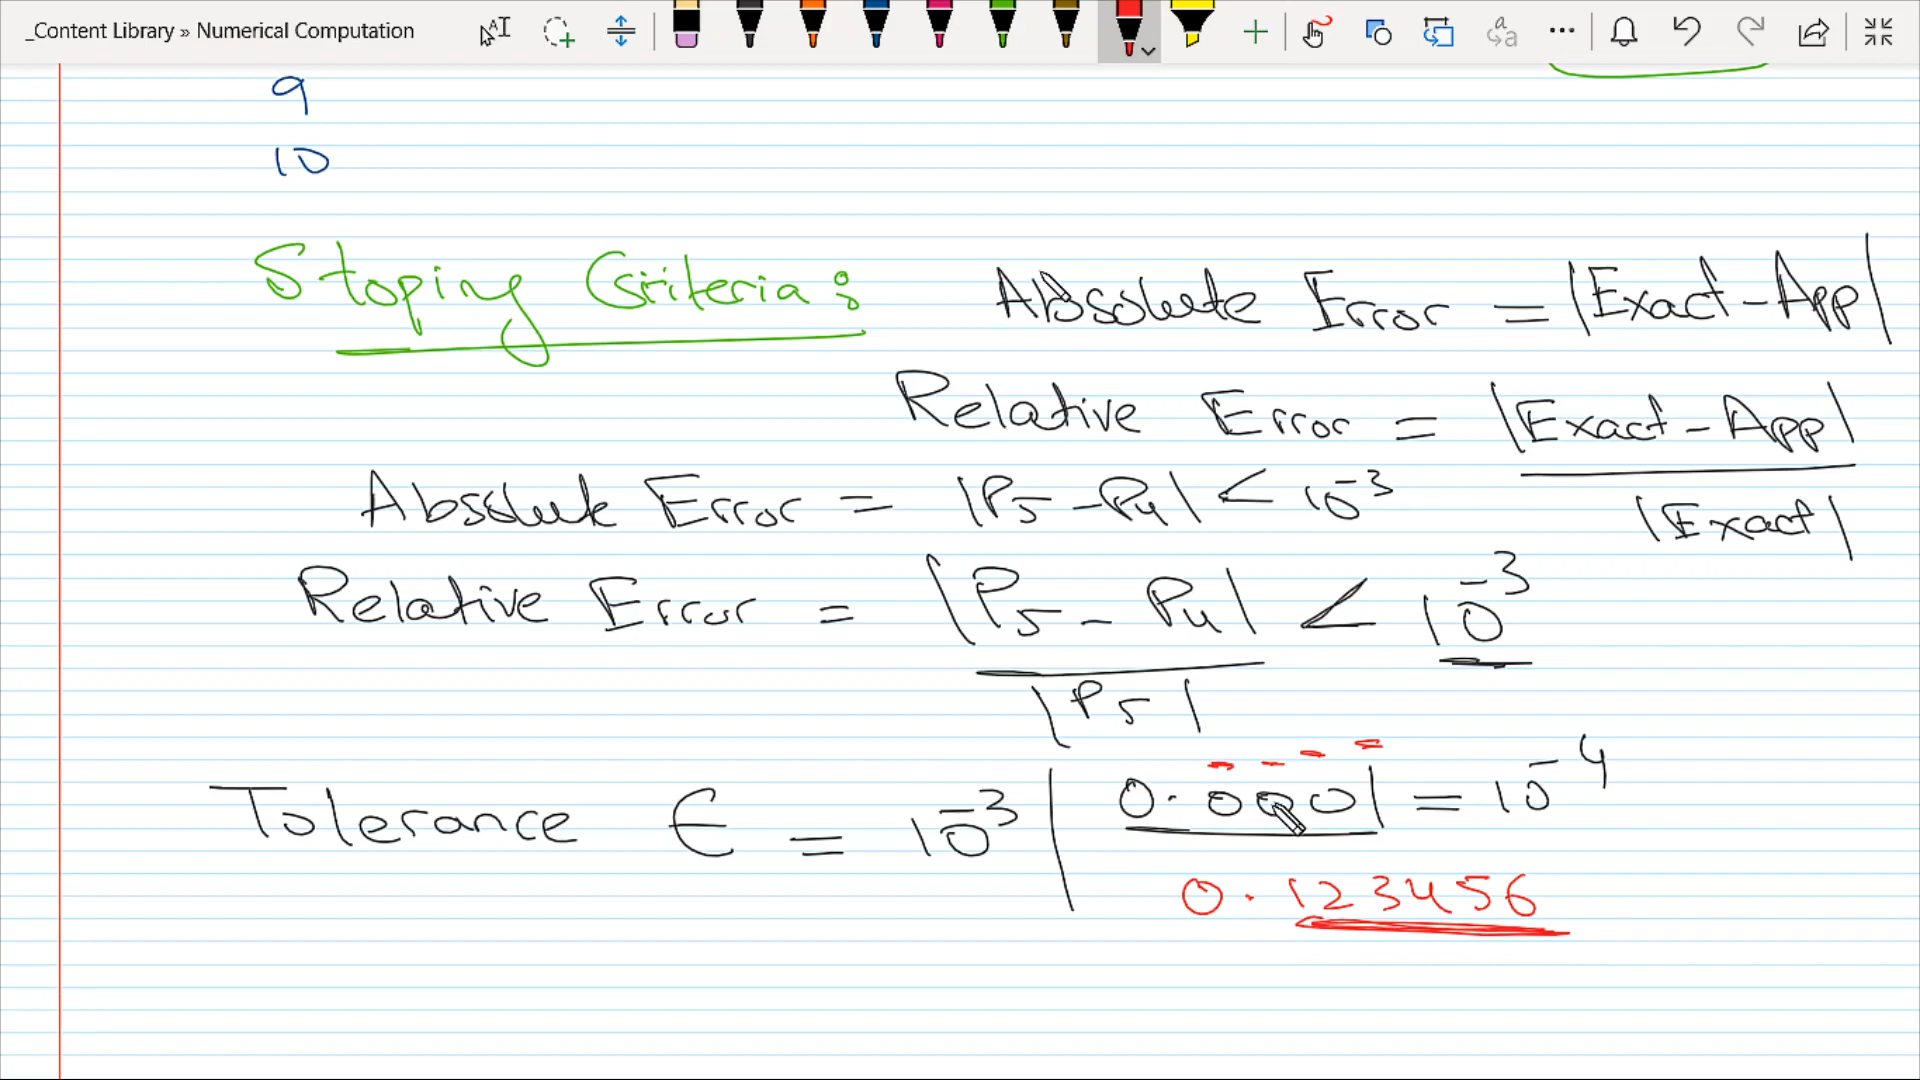 _Content Library » Numerical Computation
9
10
Stoping Criteria :
Absolute Error = |Exact - App|
Relative Error = |Exact - App| / |Exact|
Absolute Error = |P5 - P4| < 10^-3
Relative Error = |P5 - P4| / |P5| < 10^-3
Tolerance ϵ = 10^-3 | 0.0001 = 10^-4
0.123456